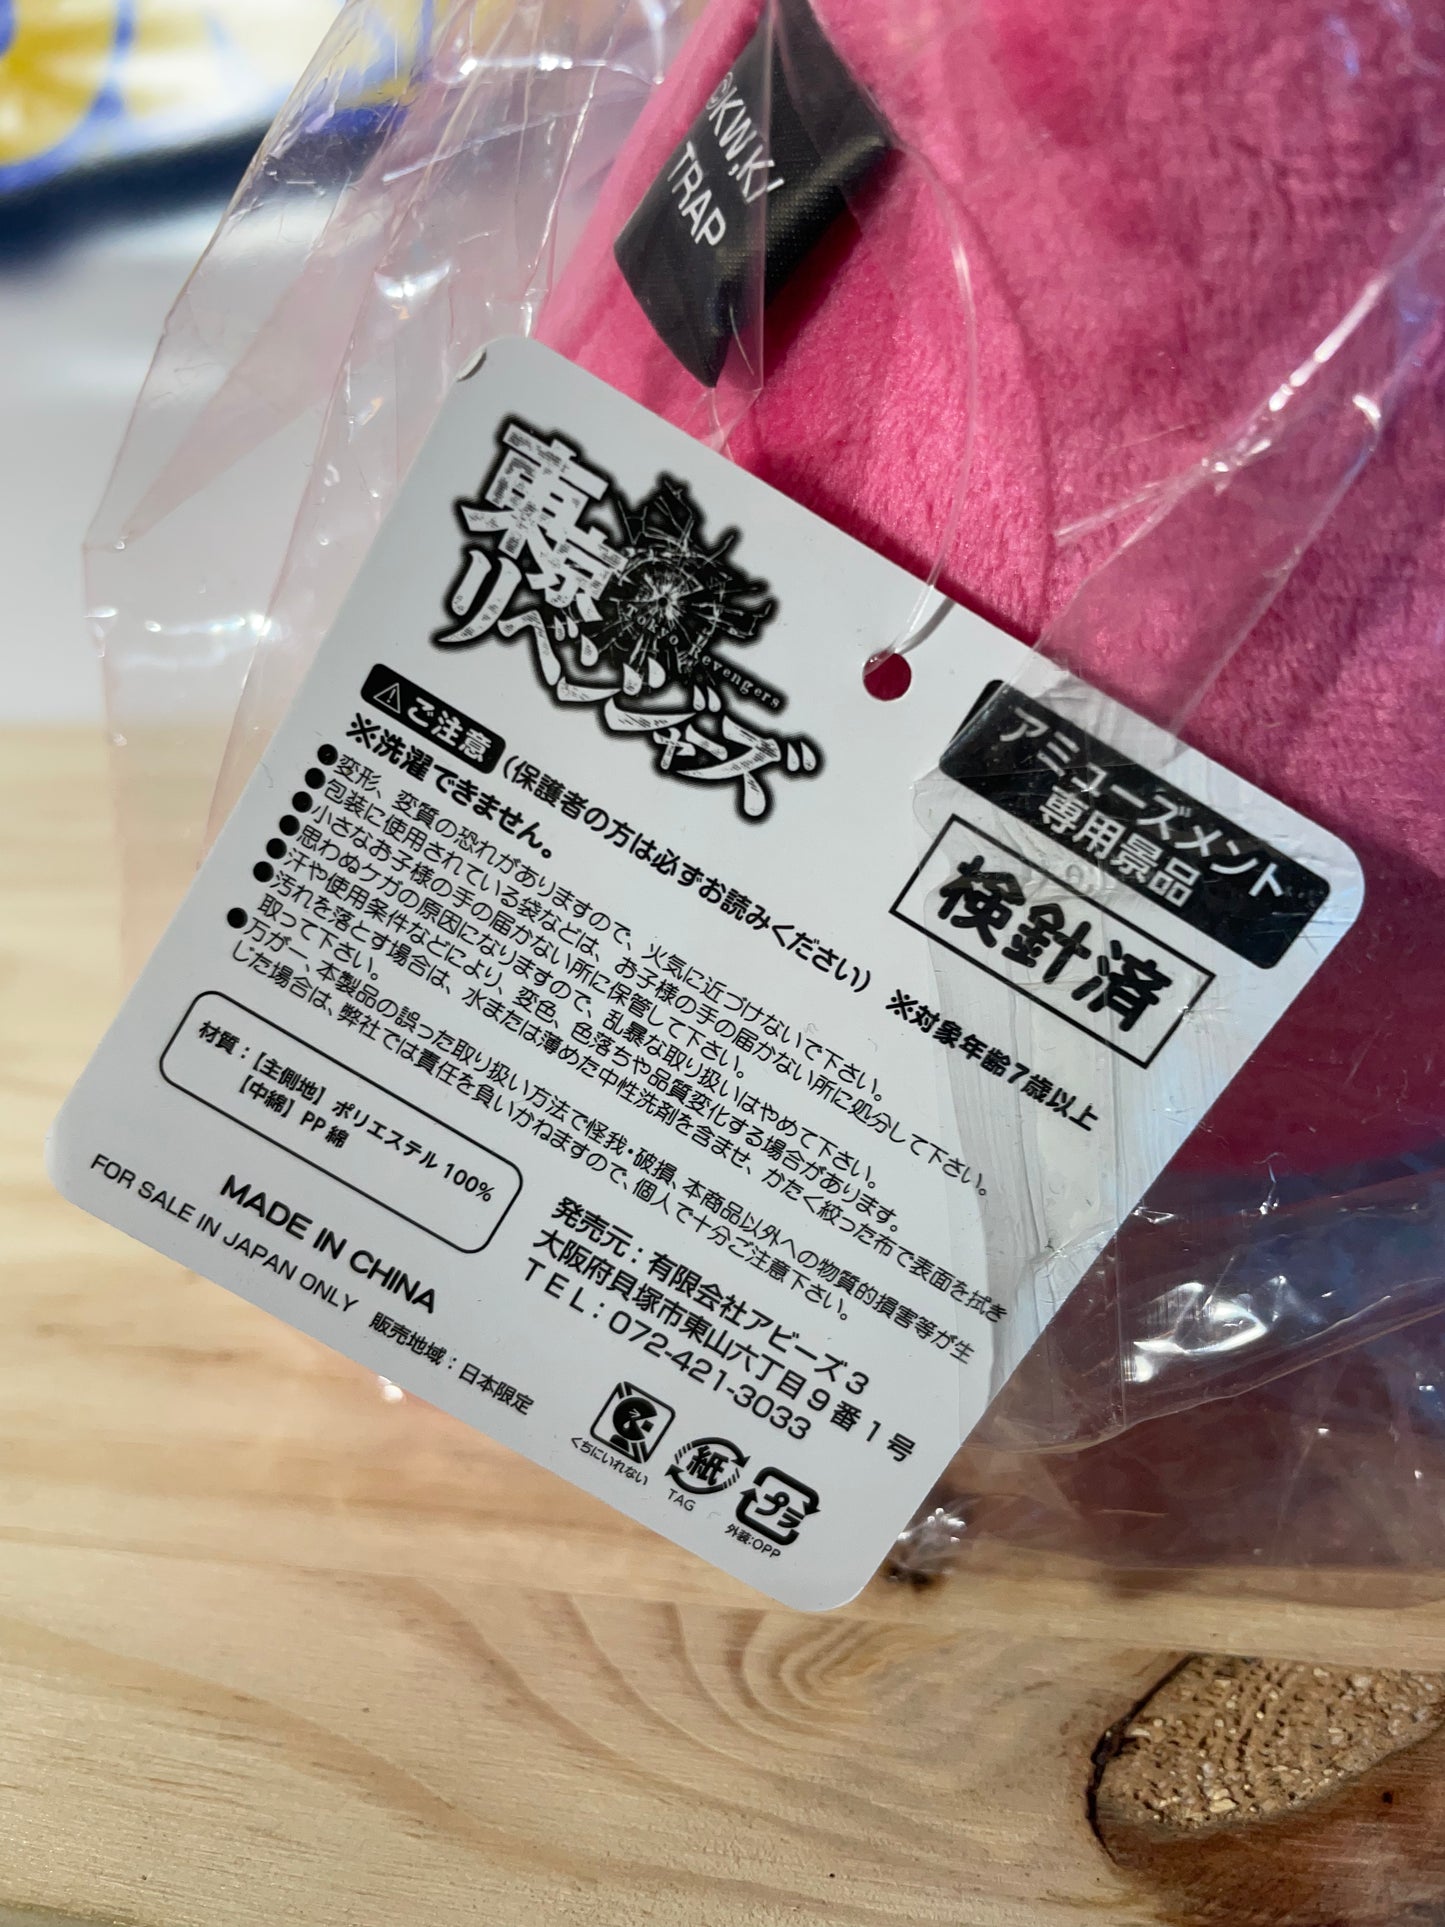 ©KW,K/
TRAP
東京
リベンジャーズ
Tokyo Revengers
アミューズメント
専用景品
検針済
⚠ご注意 (保護者の方は必ずお読みください) ※対象年齢7歳以上
※洗濯できません。
●変形、変質の恐れがありますので、火気に近づけないで下さい。
●包装に使用されている袋などは、お子様の手の届かない所に処分して下さい。
●小さなお子様の手の届かない所に保管して下さい。
●思わぬケガの原因になりますので、乱暴な取り扱いはやめて下さい。
●汗や使用条件などにより、変色、色落ちや品質変化する場合があります。
●汚れを落とす場合は、水または薄めた中性洗剤を含ませ、かたく絞った布で表面を拭き
取って下さい。
●万が一、本製品の誤った取り扱い方法で怪我・破損、本商品以外への物質的損害等が生
じた場合は、弊社では責任を負いかねますので、個人で十分ご注意下さい。
材質：【主側地】ポリエステル100%
【中綿】PP綿
発売元：有限会社アビーズ3
大阪府貝塚市東山六丁目9番1号
TEL：072-421-3033
MADE IN CHINA
FOR SALE IN JAPAN ONLY 販売地域：日本限定
くちにいれない
紙
TAG
プラ
外装:OPP